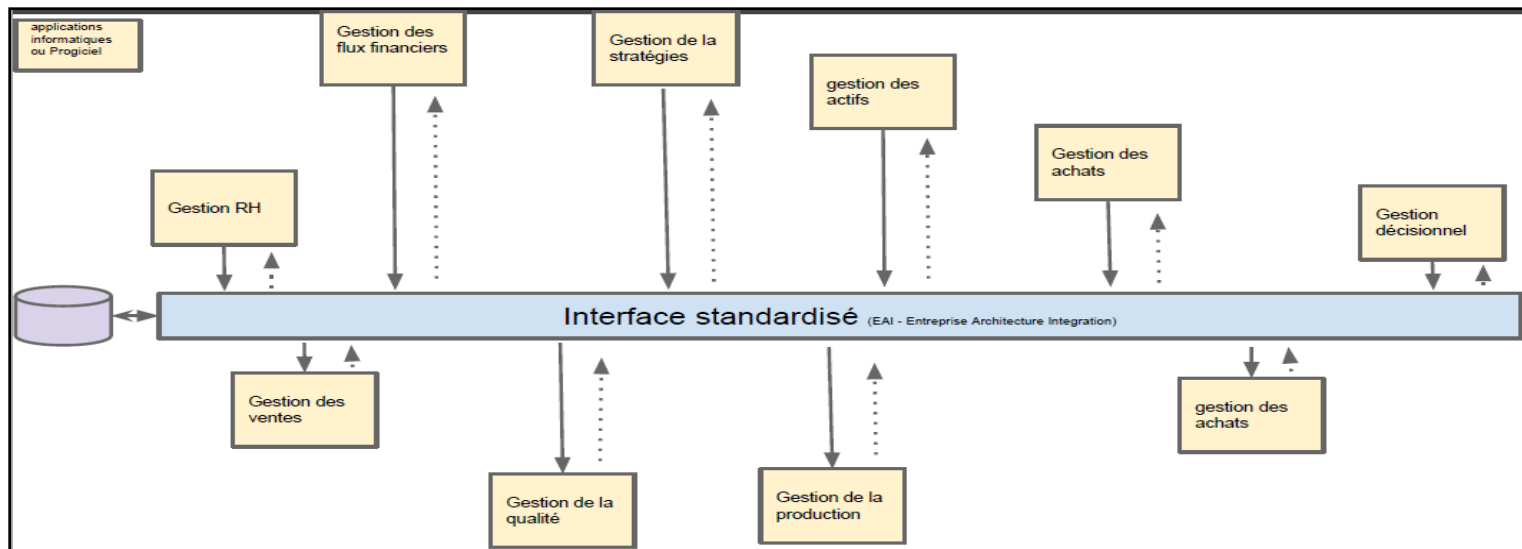 applications
informatiques
ou Progiciel
Gestion des
flux financiers
Gestion de la
stratégies
gestion des
actifs
Gestion des
achats
Gestion RH
Gestion
décisionnel
Interface standardisé (EAI - Entreprise Architecture Integration)
Gestion des
ventes
gestion des
achats
Gestion de la
qualité
Gestion de la
production